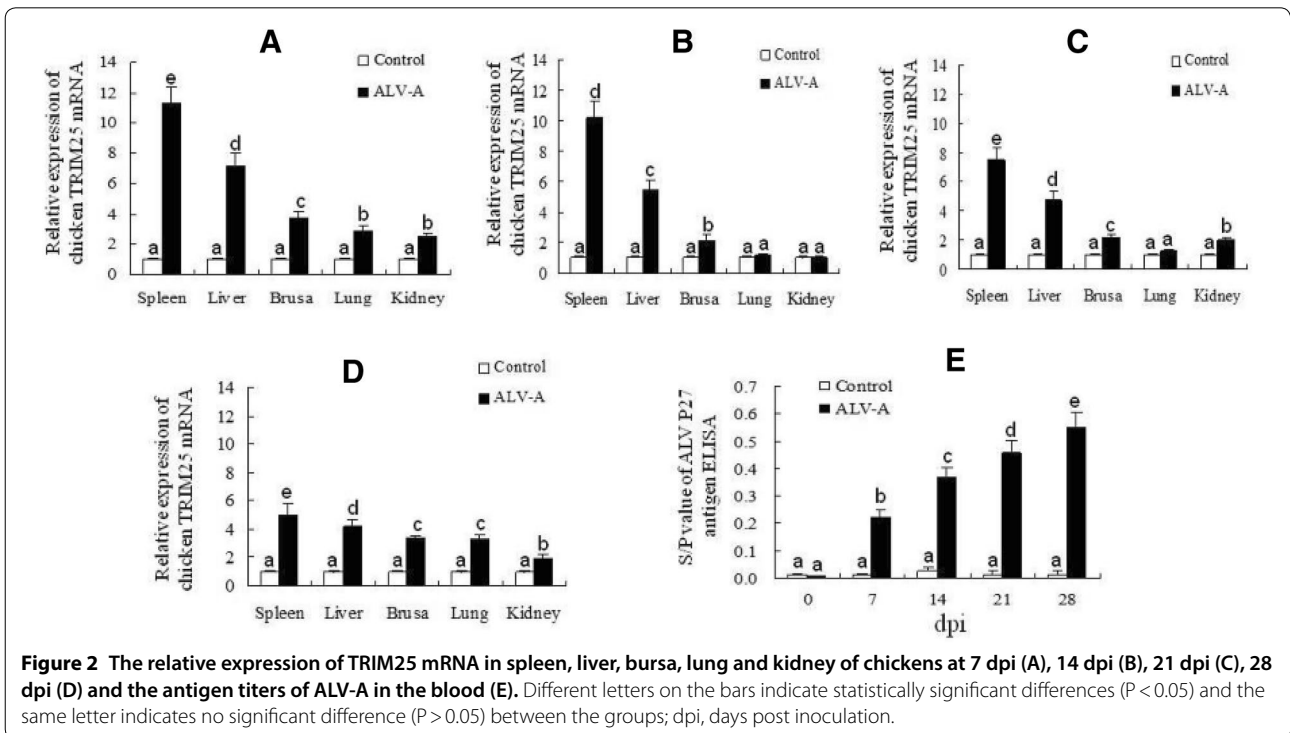 A
Control
ALV-A
Relative expression of
chicken TRIM25 mRNA
14
12
10
8
6
4
2
0
a e a d a c a b a b
Spleen Liver Brusa Lung Kidney
B
Control
ALV-A
Relative expression of
chicken TRIM25 mRNA
14
12
10
8
6
4
2
0
a d a c a b a a a a
Spleen Liver Brusa Lung Kidney
C
Control
ALV-A
Relative expression of
chicken TRIM25 mRNA
14
12
10
8
6
4
2
0
a e a d a c a a a b
Spleen Liver Brusa Lung Kidney
D
Control
ALV-A
Relative expression of
chicken TRIM25 mRNA
14
12
10
8
6
4
2
0
a e a d a c a c a b
Spleen Liver Brusa Lung Kidney
E
Control
ALV-A
S/P value of ALV P27
antigen ELISA
0.7
0.6
0.5
0.4
0.3
0.2
0.1
0.0
a a a b a c a d a e
0 7 14 21 28
dpi
Figure 2 The relative expression of TRIM25 mRNA in spleen, liver, bursa, lung and kidney of chickens at 7 dpi (A), 14 dpi (B), 21 dpi (C), 28
dpi (D) and the antigen titers of ALV-A in the blood (E). Different letters on the bars indicate statistically significant differences (P < 0.05) and the
same letter indicates no significant difference (P > 0.05) between the groups; dpi, days post inoculation.